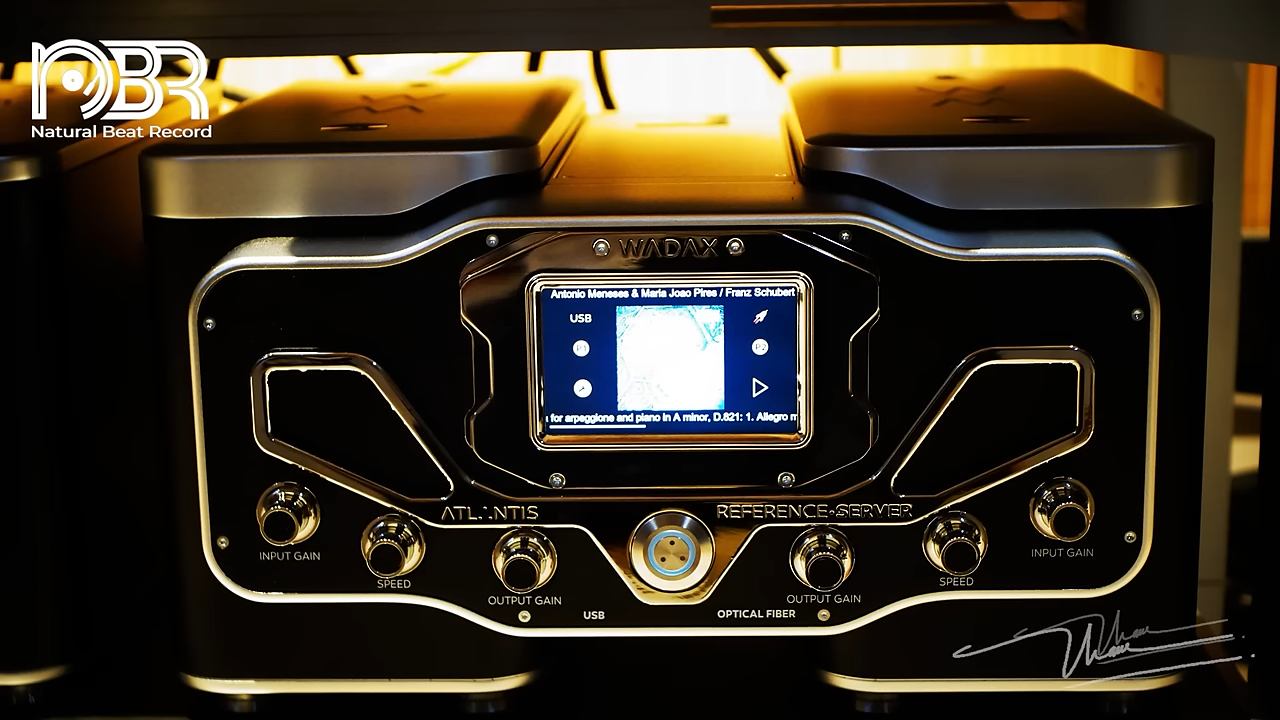 NBR
Natural Beat Record
WADAX
Antonio Meneses & Maria Joao Pires / Franz Schubert
USB
P1
P2
for arpeggione and piano in A minor, D.821: 1. Allegro m
ATLANTIS
REFERENCE•SERVER
INPUT GAIN
SPEED
OUTPUT GAIN
OUTPUT GAIN
SPEED
INPUT GAIN
USB
OPTICAL FIBER